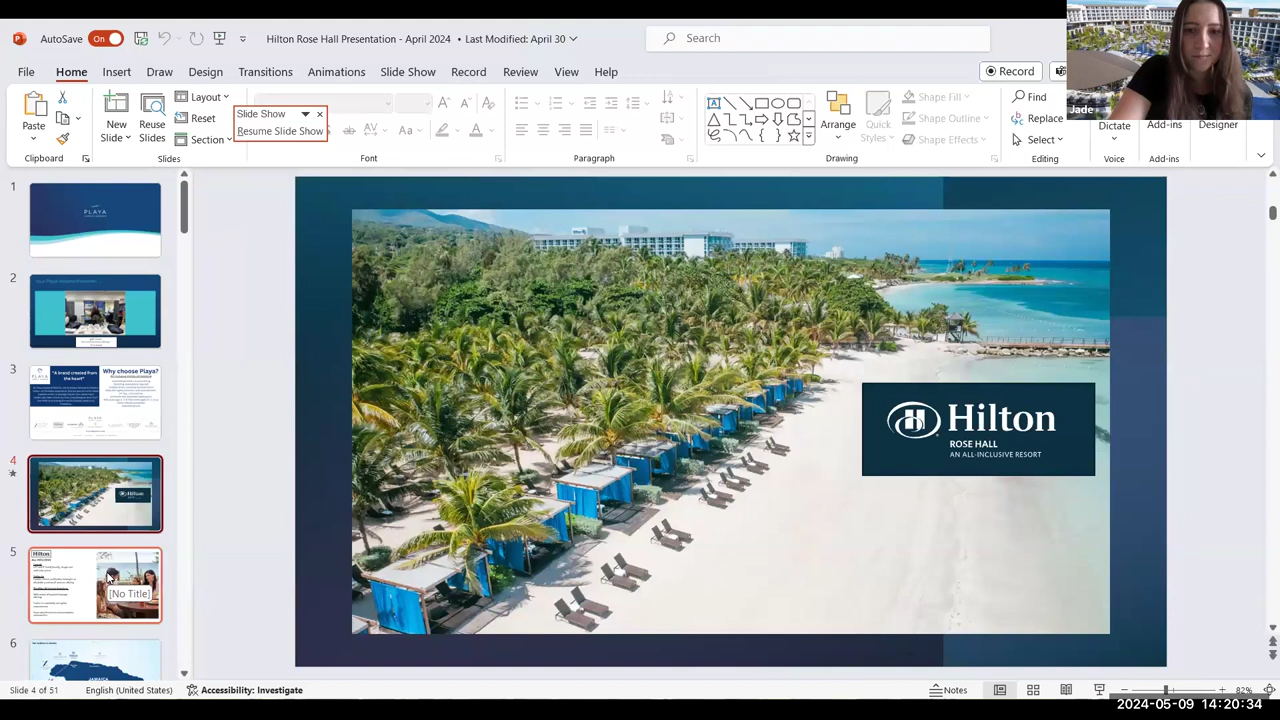 AutoSave
On
Hilton Rose Hall Presentation April 2024 • Last Modified: April 30
Search
File
Home
Insert
Draw
Design
Transitions
Animations
Slide Show
Record
Review
View
Help
Record
Jade
Paste
New
Slides
Reuse
Slides
Layout
Reset
Section
Slide Show
Resume Slide Show
Arrange
Quick
Styles
Shape Fill
Shape Outline
Shape Effects
Find
Replace
Select
Dictate
Add-ins
Designer
Clipboard
Slides
Font
Paragraph
Drawing
Editing
Voice
Add-ins
1
PLAYA
2
3
"A brand created from
the heart"
Why choose Playa?
4
5
Hilton
[No Title]
6
JAMAICA
Hilton
ROSE HALL
AN ALL-INCLUSIVE RESORT
Slide 4 of 51
English (United States)
Accessibility: Investigate
Notes
82%
2024-05-09 14:20:34